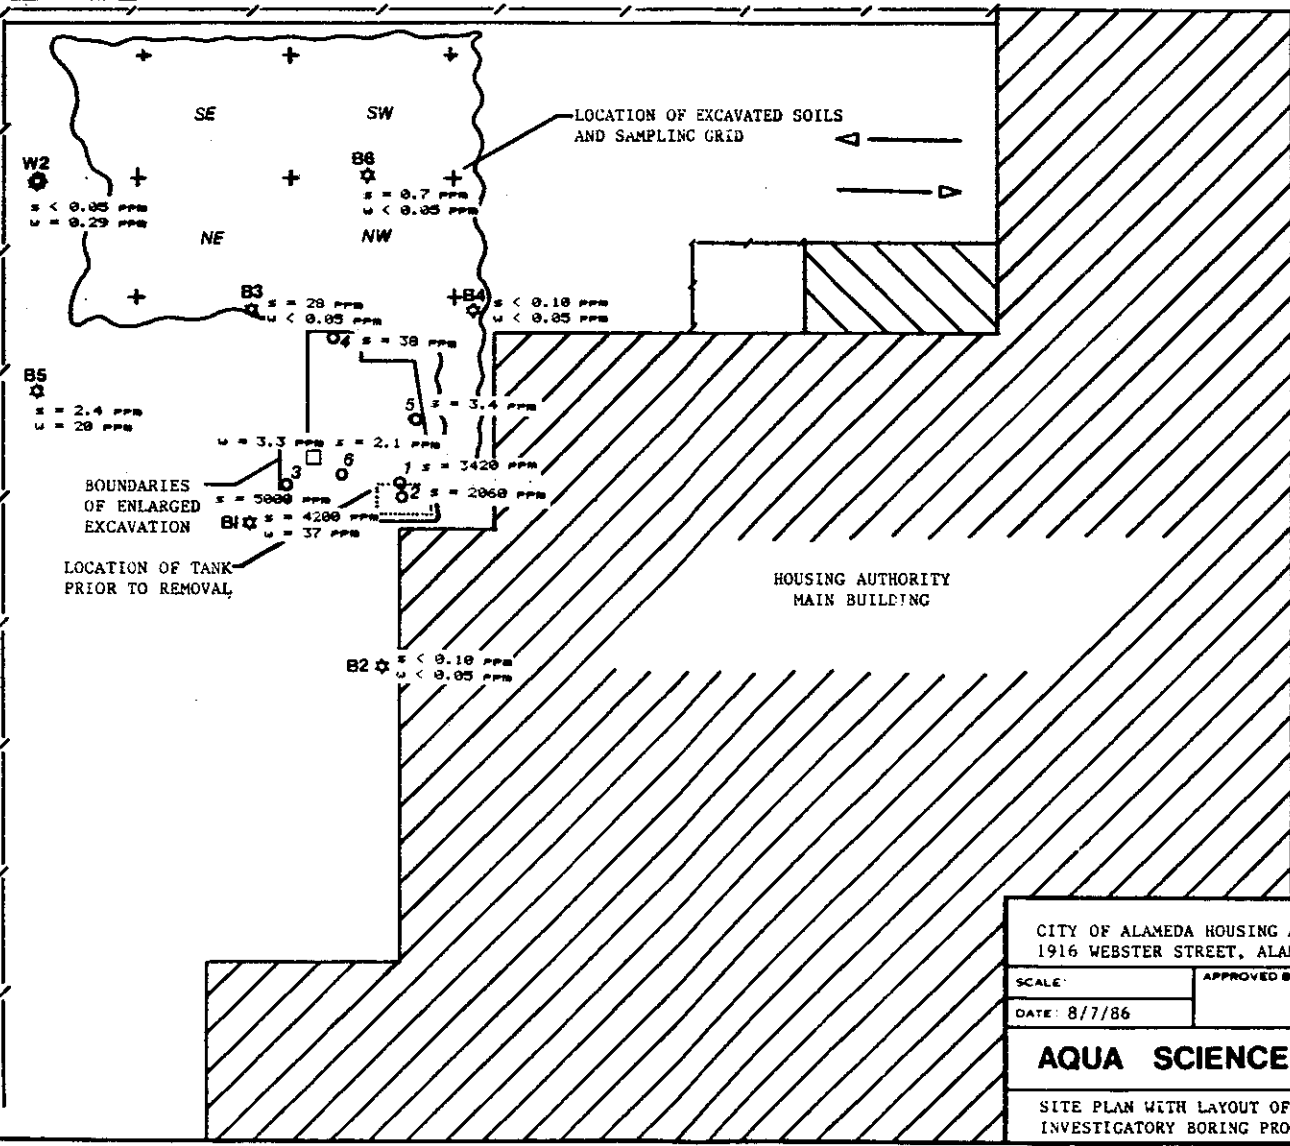 SE
SW
LOCATION OF EXCAVATED SOILS
AND SAMPLING GRID
W2
s < 0.05 ppm
w = 0.29 ppm
B6
s = 0.7 ppm
w < 0.05 ppm
NE
NW
B3
s = 28 ppm
w < 0.05 ppm
B4
s < 0.10 ppm
w < 0.05 ppm
4 s = 38 ppm
B5
s = 2.4 ppm
w = 20 ppm
5 s = 3.4 ppm
w = 3.3 ppm s = 2.1 ppm
6
1 s = 3420 ppm
3
2 s = 2060 ppm
BOUNDARIES
OF ENLARGED
EXCAVATION
s = 5000 ppm
B1 s = 4200 ppm
w = 37 ppm
LOCATION OF TANK
PRIOR TO REMOVAL
HOUSING AUTHORITY
MAIN BUILDING
B2 s < 0.10 ppm
w < 0.05 ppm
CITY OF ALAMEDA HOUSING
1916 WEBSTER STREET, ALA
SCALE:
APPROVED B
DATE: 8/7/86
AQUA SCIENCE
SITE PLAN WITH LAYOUT OF
INVESTIGATORY BORING PRO